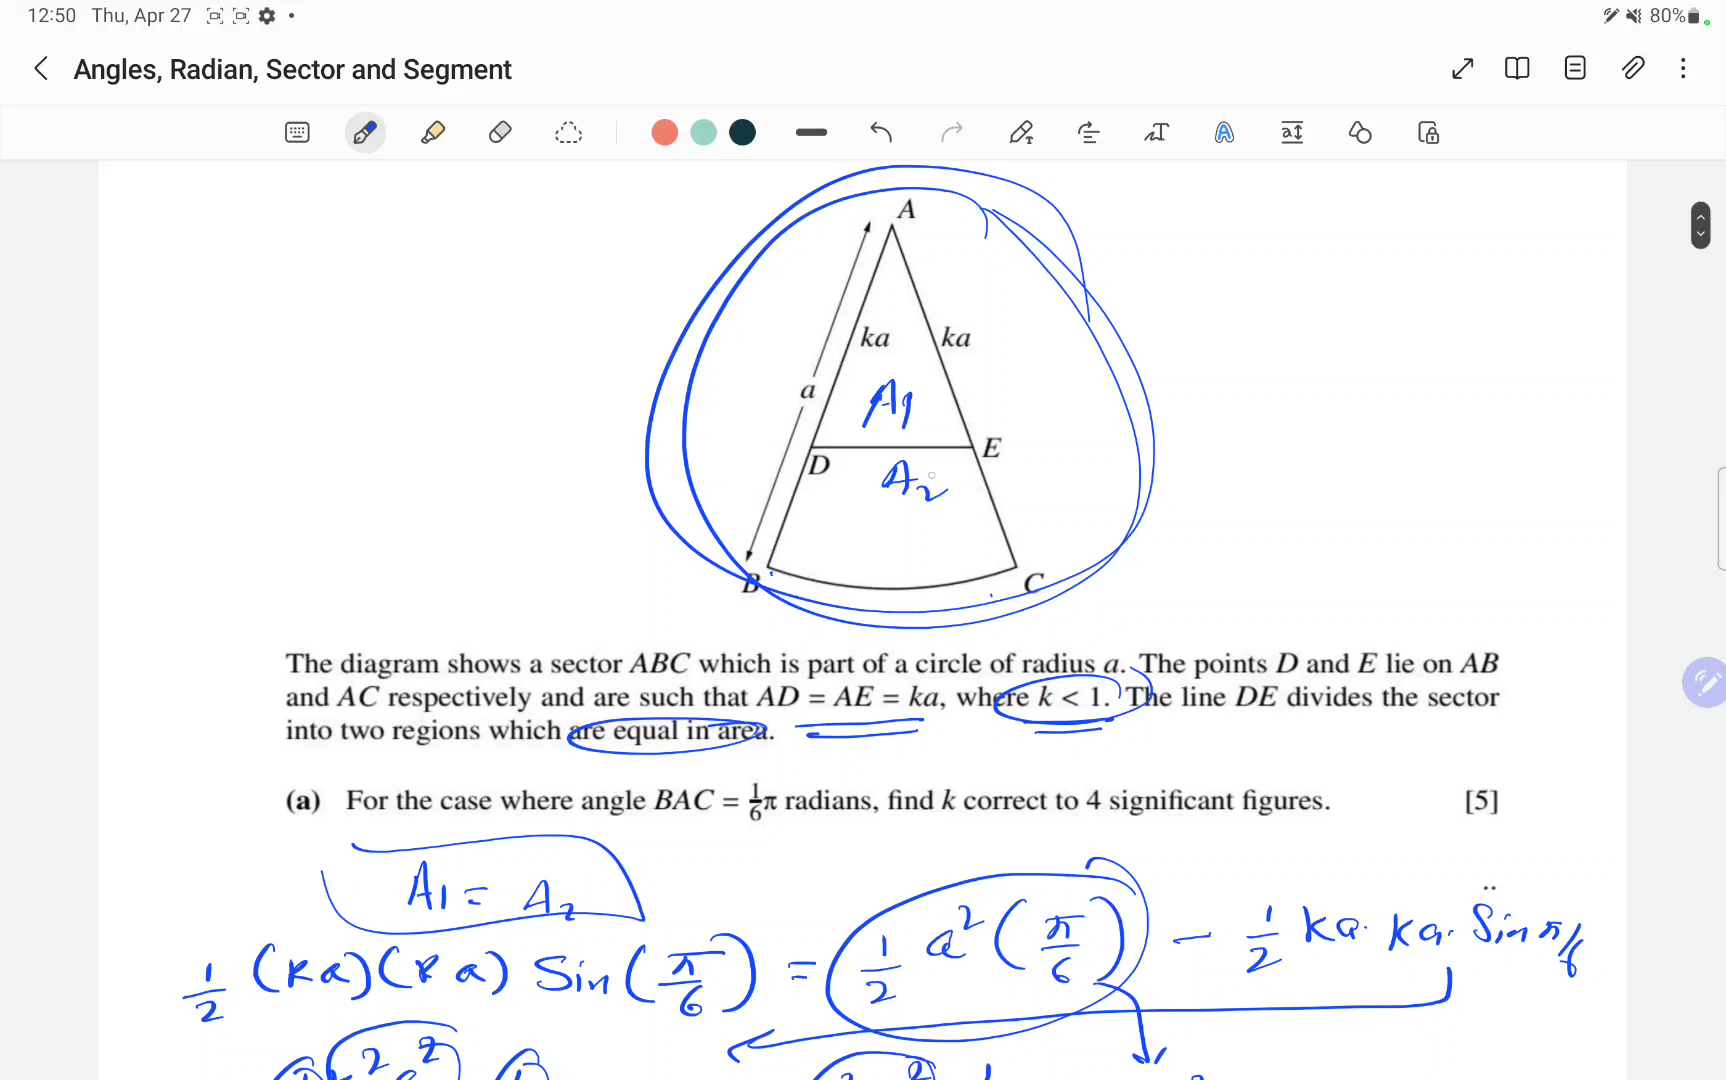 12:50 Thu, Apr 27
80%
Angles, Radian, Sector and Segment
A
ka ka
a
A1
D E
A2
B C
The diagram shows a sector ABC which is part of a circle of radius a. The points D and E lie on AB
and AC respectively and are such that AD = AE = ka, where k < 1. The line DE divides the sector
into two regions which are equal in area.
(a) For the case where angle BAC = 1/6π radians, find k correct to 4 significant figures. [5]
A1 = A2
1/2 (ka)(ka) Sin(π/6) = 1/2 a² (π/6) - 1/2 ka. ka. Sin π/6